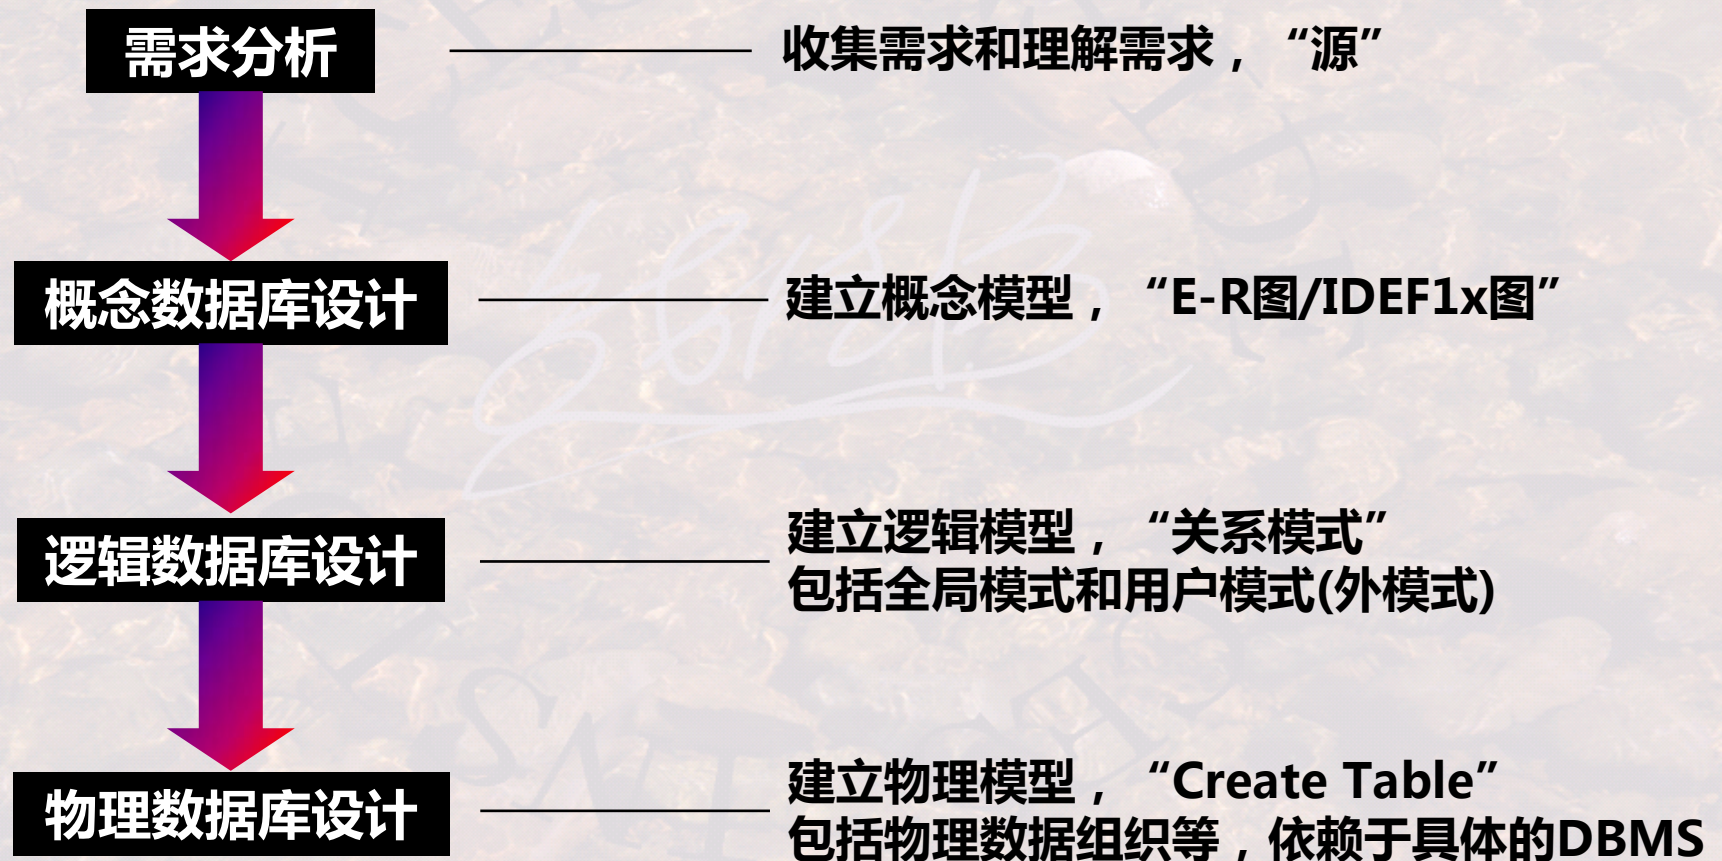 需求分析
收集需求和理解需求，“源”
概念数据库设计
建立概念模型，“E-R图/IDEF1x图”
逻辑数据库设计
建立逻辑模型，“关系模式”
包括全局模式和用户模式(外模式)
物理数据库设计
建立物理模型，“Create Table”
包括物理数据组织等，依赖于具体的DBMS